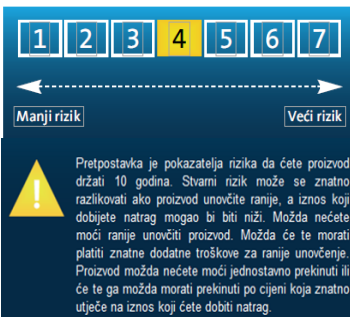 1 2 3 4 5 6 7
Manji rizik Veći rizik
Pretpostavka je pokazatelja rizika da ćete proizvod
držati 10 godina. Stvarni rizik može se znatno
razlikovati ako proizvod unovčite ranije, a iznos koji
dobijete natrag mogao bi biti niži. Možda nećete
moći ranije unovčiti proizvod. Možda će te morati
platiti znatne dodatne troškove za ranije unovčenje.
Proizvod možda nećete moći jednostavno prekinuti ili
će te ga možda morati prekinuti po cijeni koja znatno
utječe na iznos koji ćete dobiti natrag.